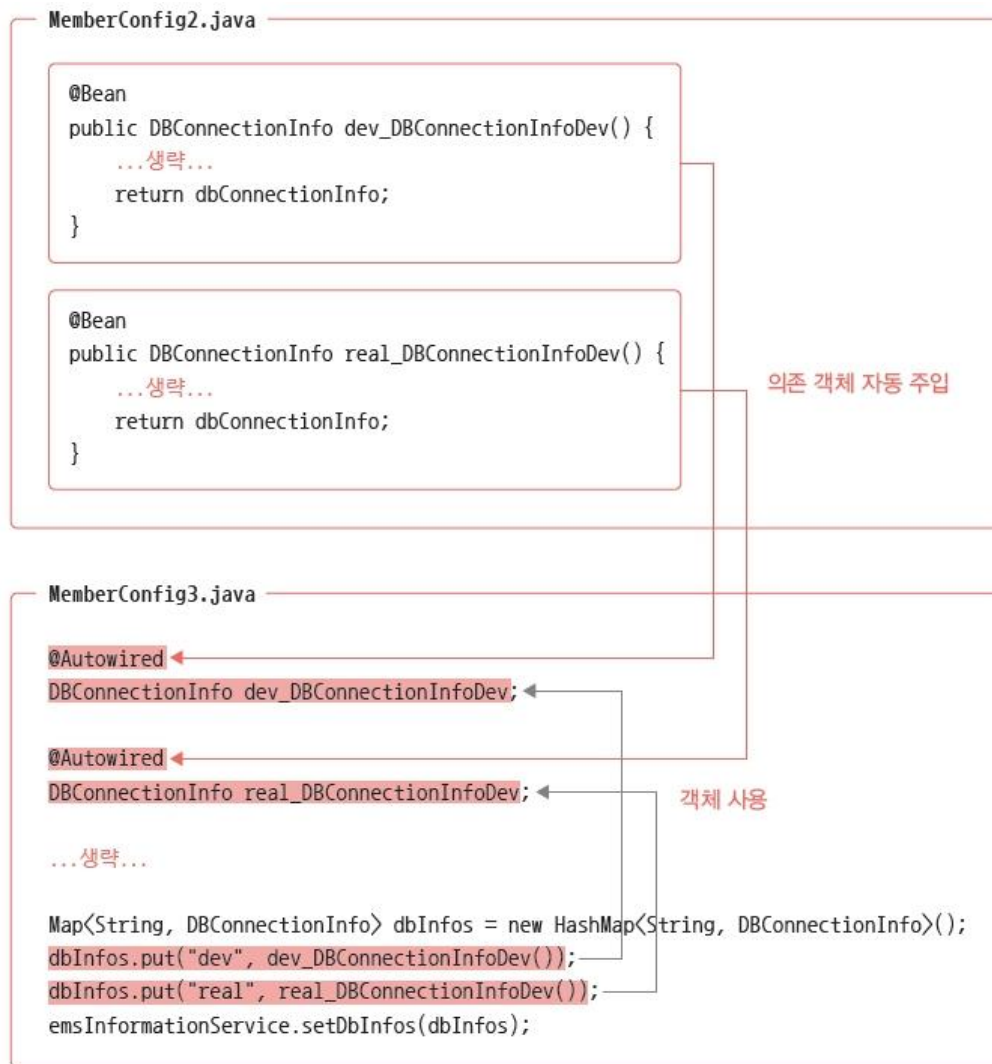 MemberConfig2.java
@Bean
public DBConnectionInfo dev_DBConnectionInfoDev() {
...생략...
return dbConnectionInfo;
}
@Bean
public DBConnectionInfo real_DBConnectionInfoDev() {
...생략...
return dbConnectionInfo;
}
의존 객체 자동 주입
MemberConfig3.java
@Autowired
DBConnectionInfo dev_DBConnectionInfoDev;
@Autowired
DBConnectionInfo real_DBConnectionInfoDev;
객체 사용
...생략...
Map<String, DBConnectionInfo> dbInfos = new HashMap<String, DBConnectionInfo>();
dbInfos.put("dev", dev_DBConnectionInfoDev());
dbInfos.put("real", real_DBConnectionInfoDev());
emsInformationService.setDbInfos(dbInfos);